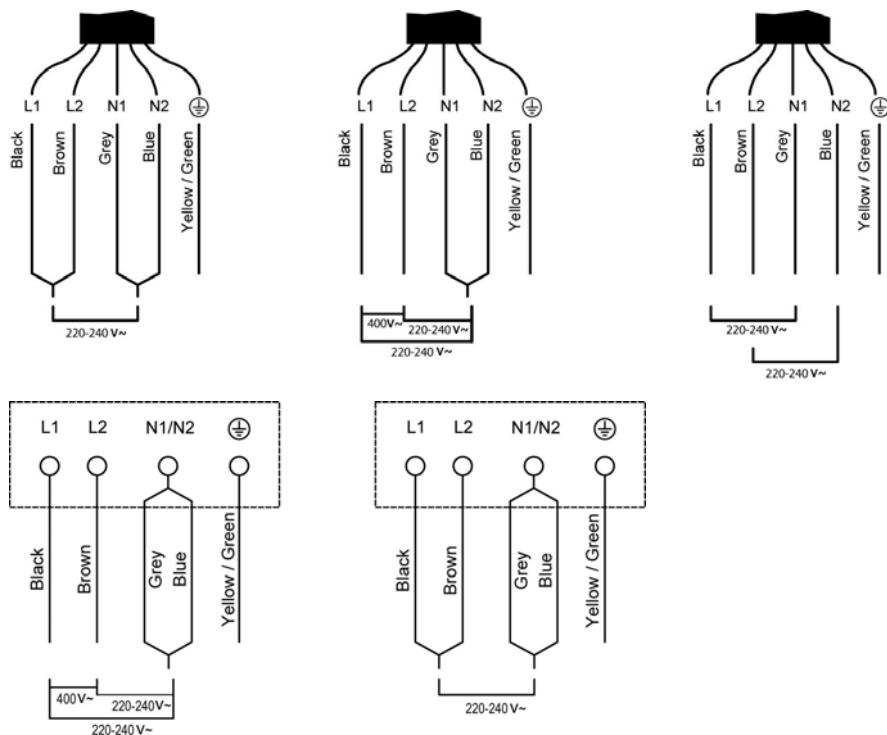 L1 L2 N1 N2
Black Brown Grey Blue Yellow / Green
220-240 V~
L1 L2 N1 N2
Black Brown Grey Blue Yellow / Green
400V~
220-240 V~
220-240 V~
L1 L2 N1 N2
Black Brown Grey Blue Yellow / Green
220-240 V~
220-240 V~
L1 L2 N1/N2
Black Brown Grey Blue Yellow / Green
400V~
220-240V~
220-240 V~
L1 L2 N1/N2
Black Brown Grey Blue Yellow / Green
220-240 V~